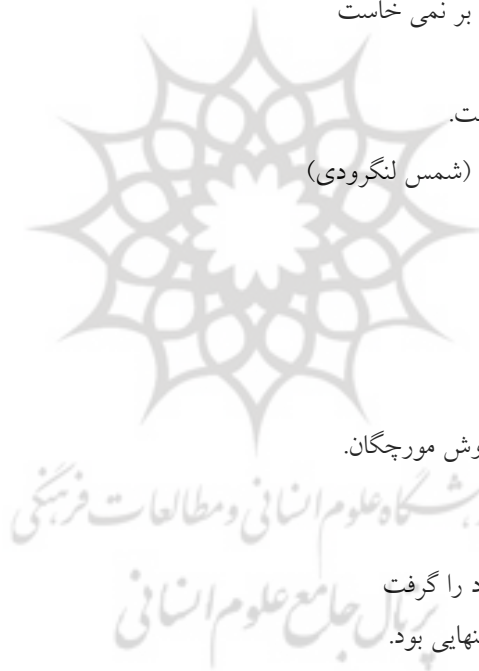 بر نمی خاست
ت.
(شمس لنگرودی)
وش مورچگان.
شگاه علوم انسانی و مطالعات فرهنگی
د را گرفت
پرتال جامع علوم انسانی
نهایی بود.